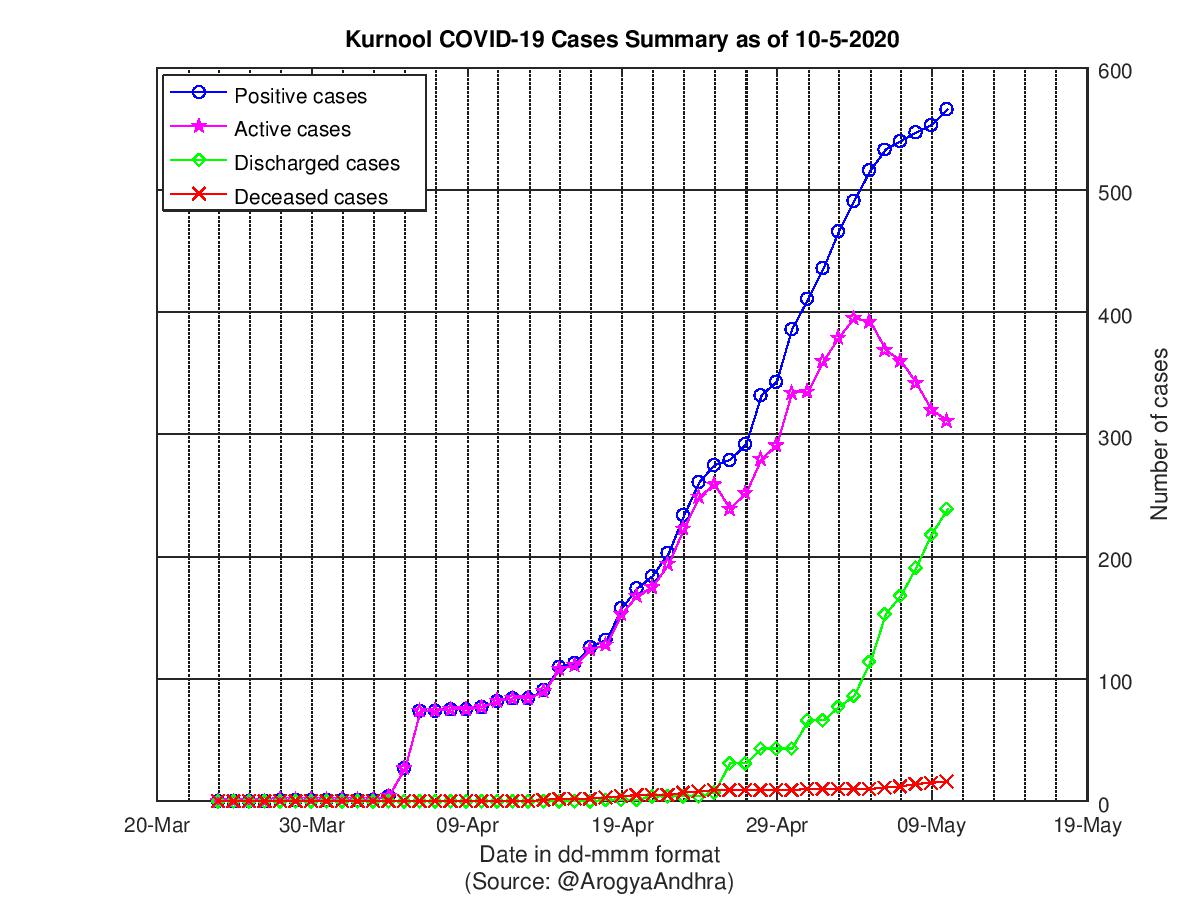 Kurnool COVID-19 Cases Summary as of 10-5-2020
Positive cases
Active cases
Discharged cases
Deceased cases
600
500
400
300
200
100
0
Number of cases
20-Mar 30-Mar 09-Apr 19-Apr 29-Apr 09-May 19-May
Date in dd-mmm format
(Source: @ArogyaAndhra)